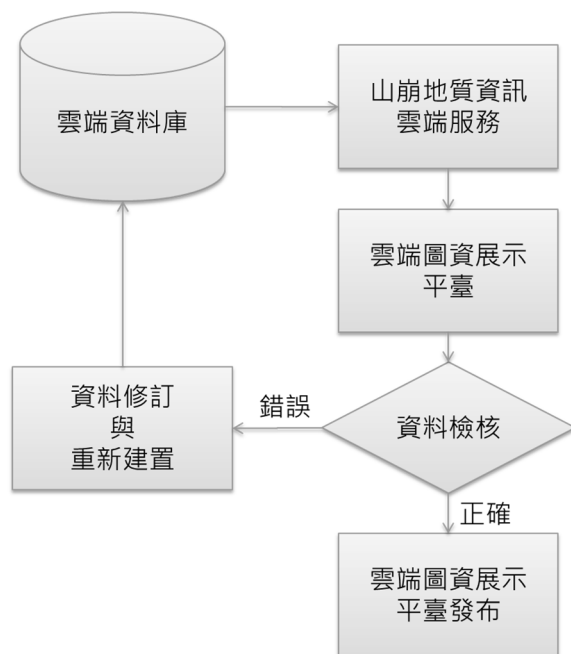 雲端資料庫
山崩地質資訊
雲端服務
雲端圖資展示
平臺
資料檢核
錯誤
資料修訂
與
重新建置
正確
雲端圖資展示
平臺發布